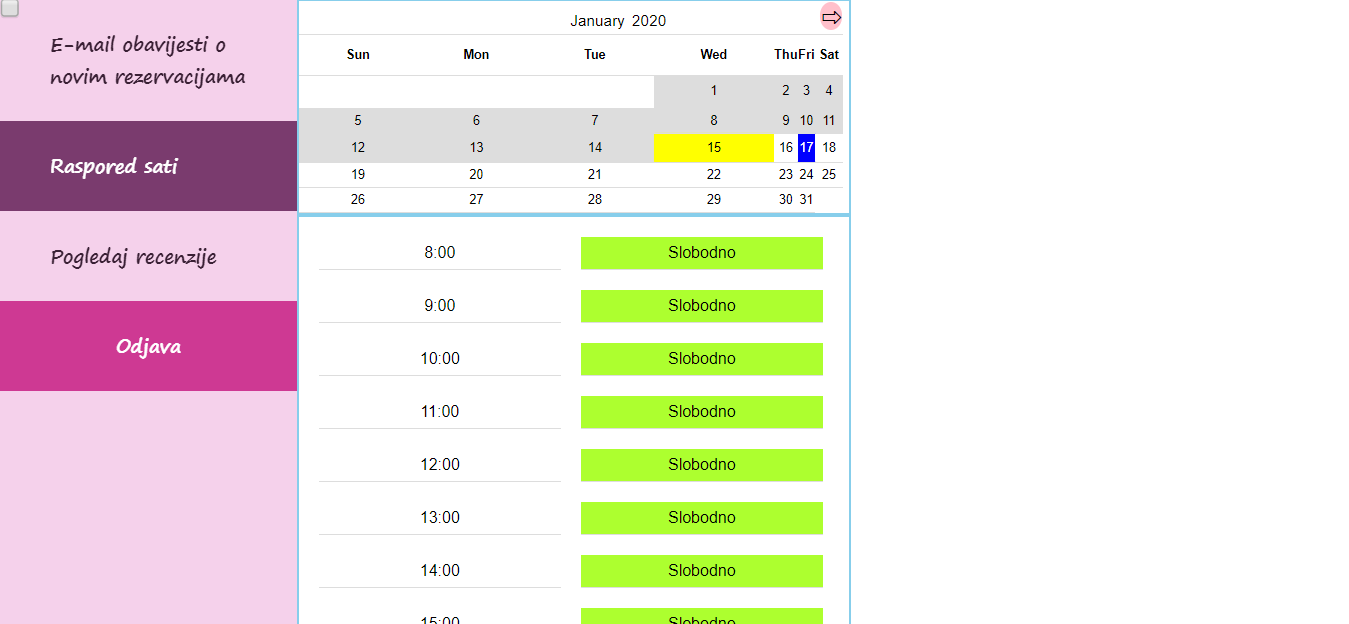 E-mail obavijesti o
novim rezervacijama
Raspored sati
Pogledaj recenzije
Odjava
January 2020 ⇨
Sun Mon Tue Wed Thu Fri Sat
1 2 3 4
5 6 7 8 9 10 11
12 13 14 15 16 17 18
19 20 21 22 23 24 25
26 27 28 29 30 31
8:00 Slobodno
9:00 Slobodno
10:00 Slobodno
11:00 Slobodno
12:00 Slobodno
13:00 Slobodno
14:00 Slobodno
15:00 Slobodno